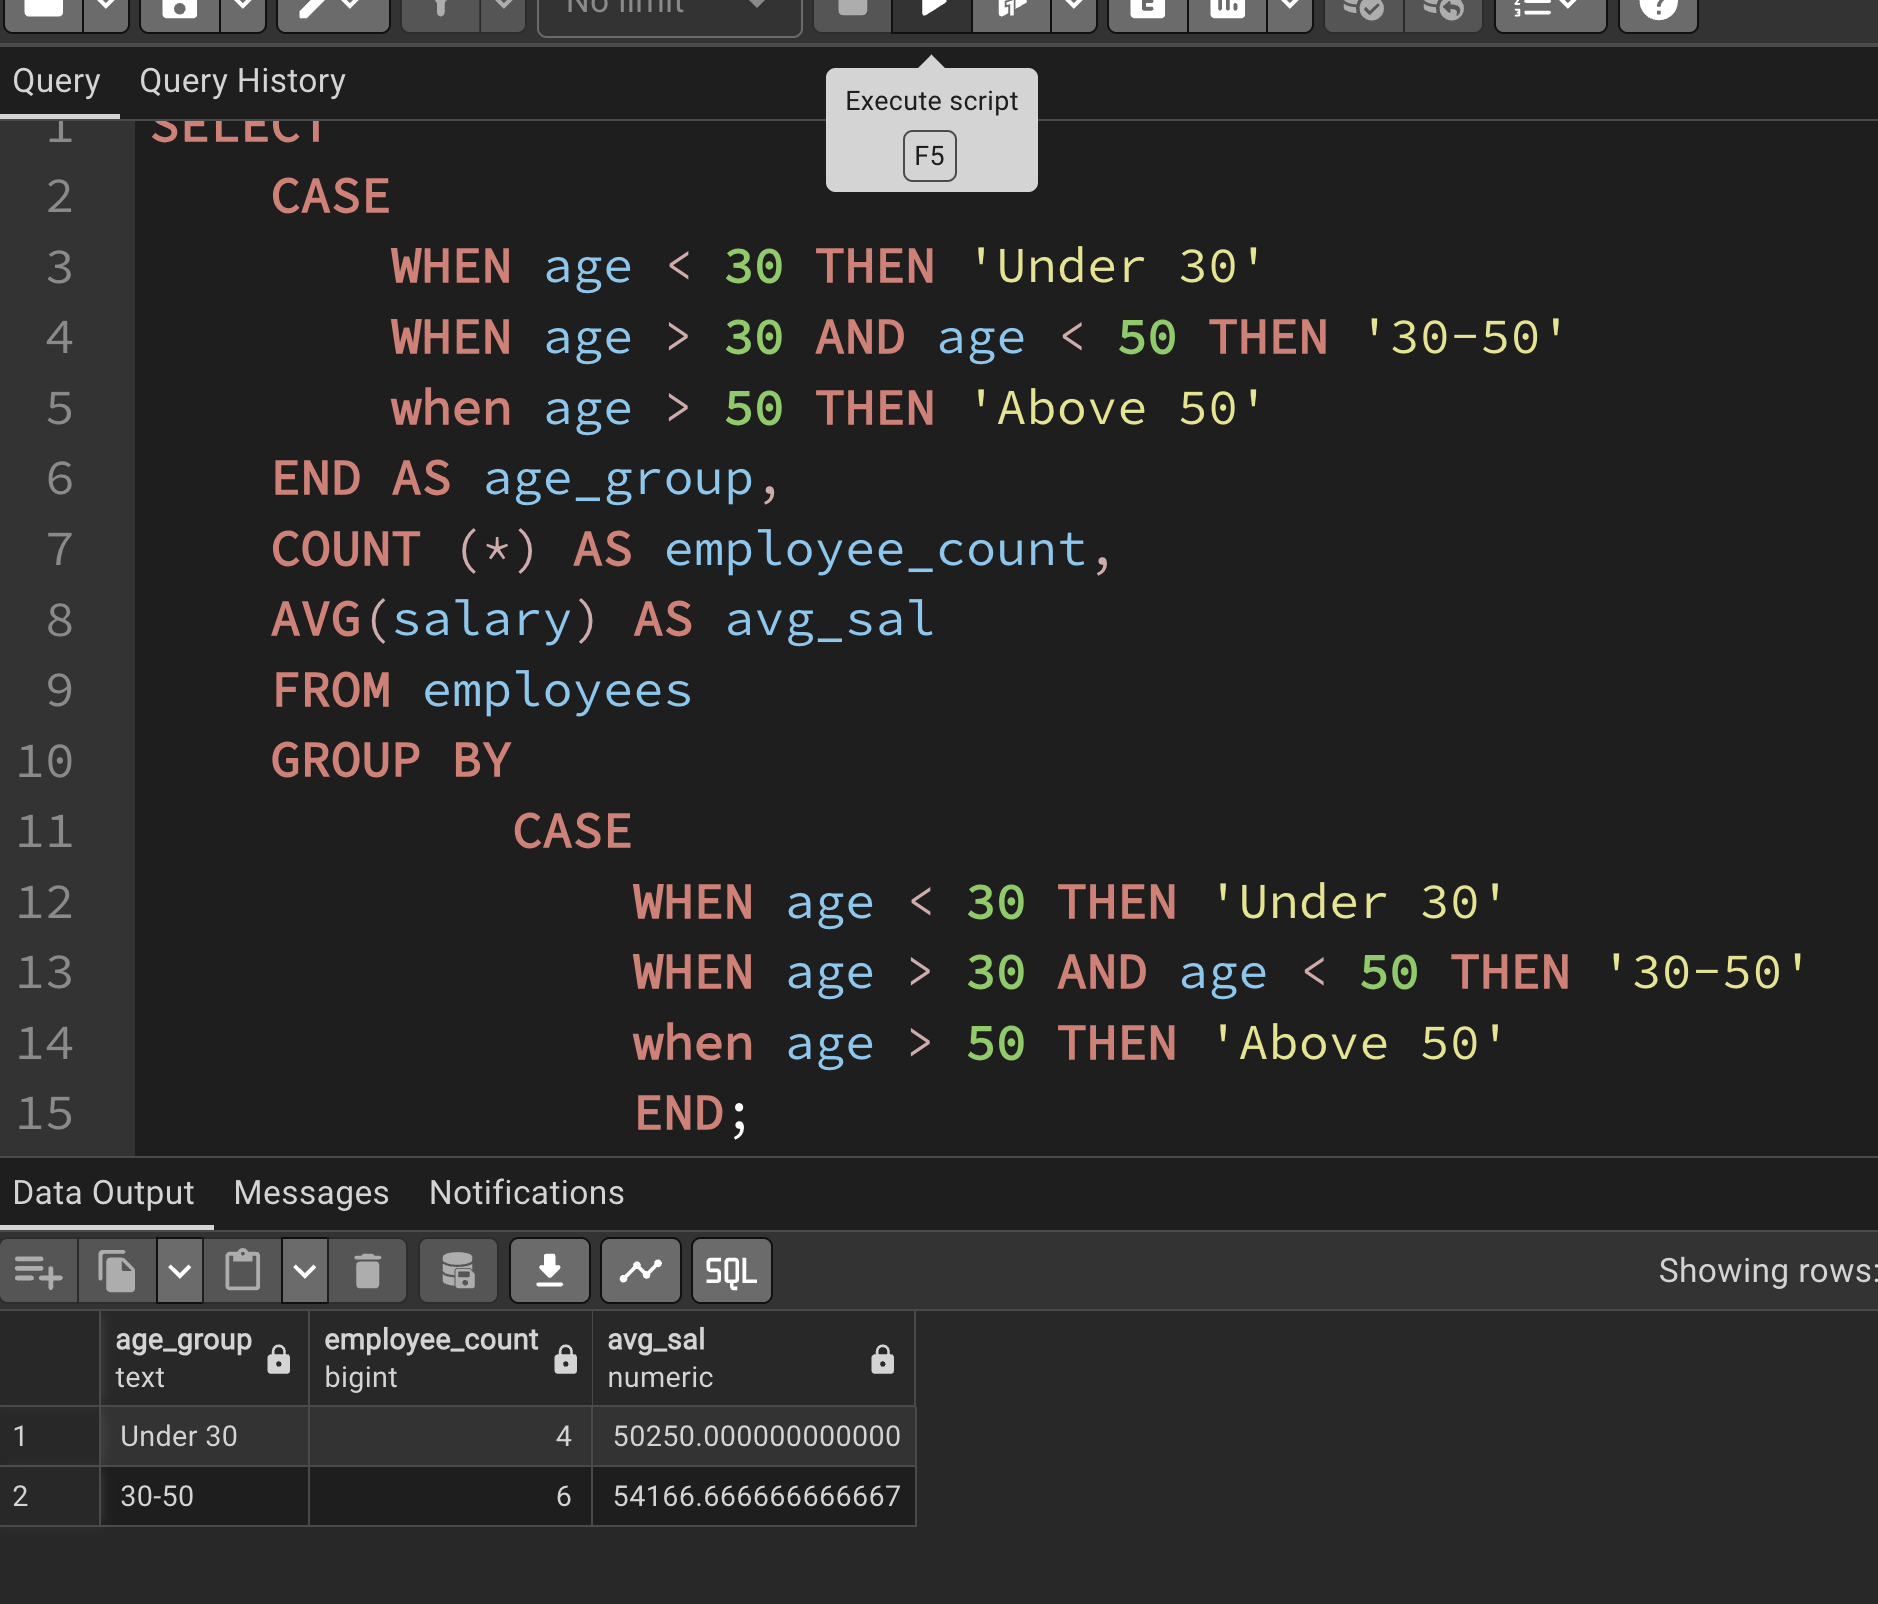 No limit
Query Query History
Execute script
F5
1 SELECT
2 CASE
3 WHEN age < 30 THEN 'Under 30'
4 WHEN age > 30 AND age < 50 THEN '30-50'
5 when age > 50 THEN 'Above 50'
6 END AS age_group,
7 COUNT (*) AS employee_count,
8 AVG(salary) AS avg_sal
9 FROM employees
10 GROUP BY
11 CASE
12 WHEN age < 30 THEN 'Under 30'
13 WHEN age > 30 AND age < 50 THEN '30-50'
14 when age > 50 THEN 'Above 50'
15 END;
Data Output Messages Notifications
SQL Showing rows:
age_group employee_count avg_sal
text bigint numeric
1 Under 30 4 50250.000000000000
2 30-50 6 54166.666666666667